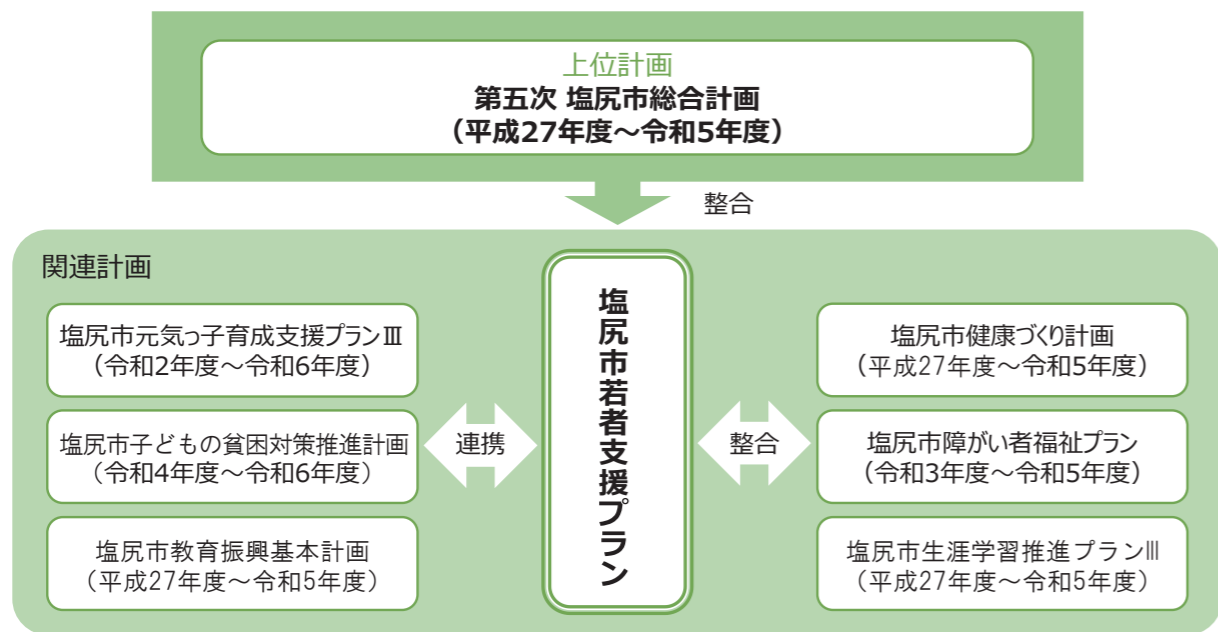 上位計画
第五次 塩尻市総合計画
（平成27年度～令和5年度）
整合
関連計画
塩尻市元気っ子育成支援プランⅢ
（令和2年度～令和6年度）
塩尻市子どもの貧困対策推進計画
（令和4年度～令和6年度）
塩尻市教育振興基本計画
（平成27年度～令和5年度）
連携
塩尻市若者支援プラン
整合
塩尻市健康づくり計画
（平成27年度～令和5年度）
塩尻市障がい者福祉プラン
（令和3年度～令和5年度）
塩尻市生涯学習推進プランⅢ
（平成27年度～令和5年度）